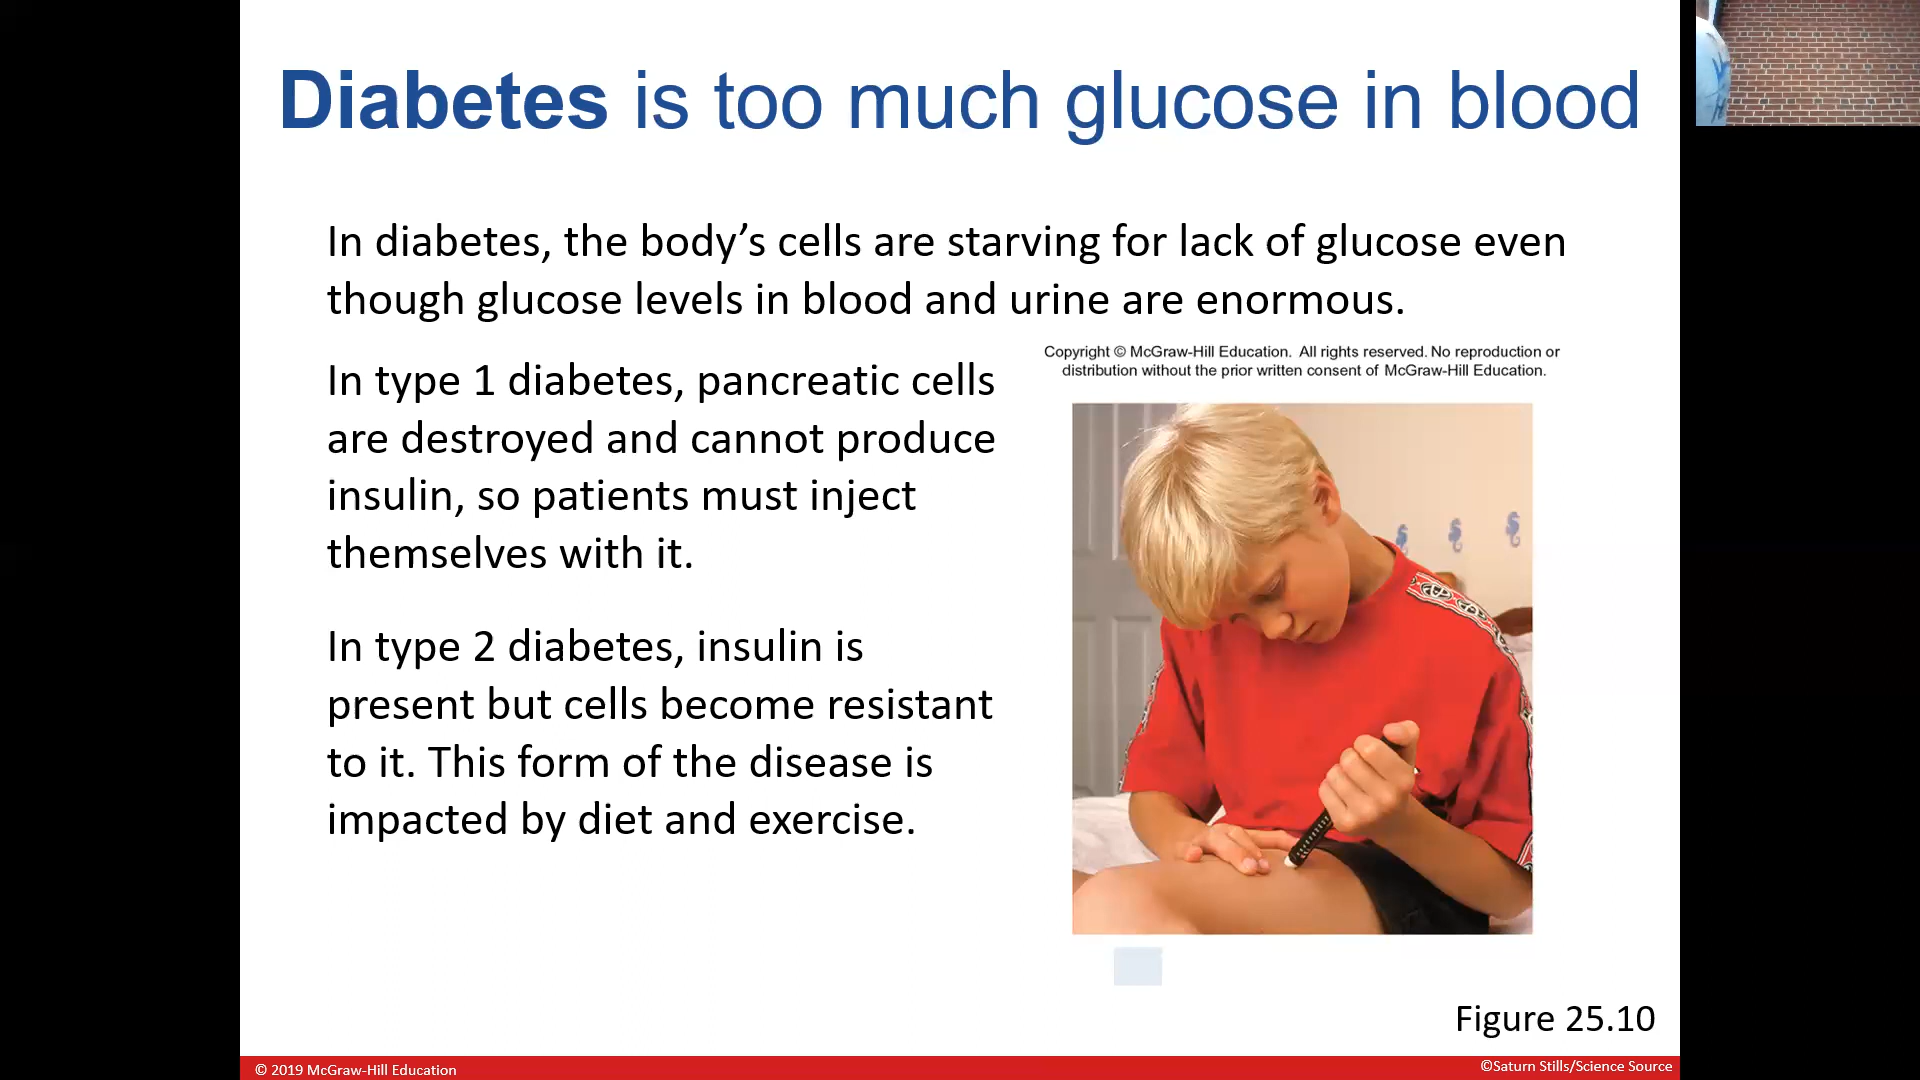 Diabetes is too much glucose in blood
In diabetes, the body’s cells are starving for lack of glucose even
though glucose levels in blood and urine are enormous.
In type 1 diabetes, pancreatic cells
are destroyed and cannot produce
insulin, so patients must inject
themselves with it.
In type 2 diabetes, insulin is
present but cells become resistant
to it. This form of the disease is
impacted by diet and exercise.
Copyright © McGraw-Hill Education. All rights reserved. No reproduction or
distribution without the prior written consent of McGraw-Hill Education.
Figure 25.10
© 2019 McGraw-Hill Education
©Saturn Stills/Science Source